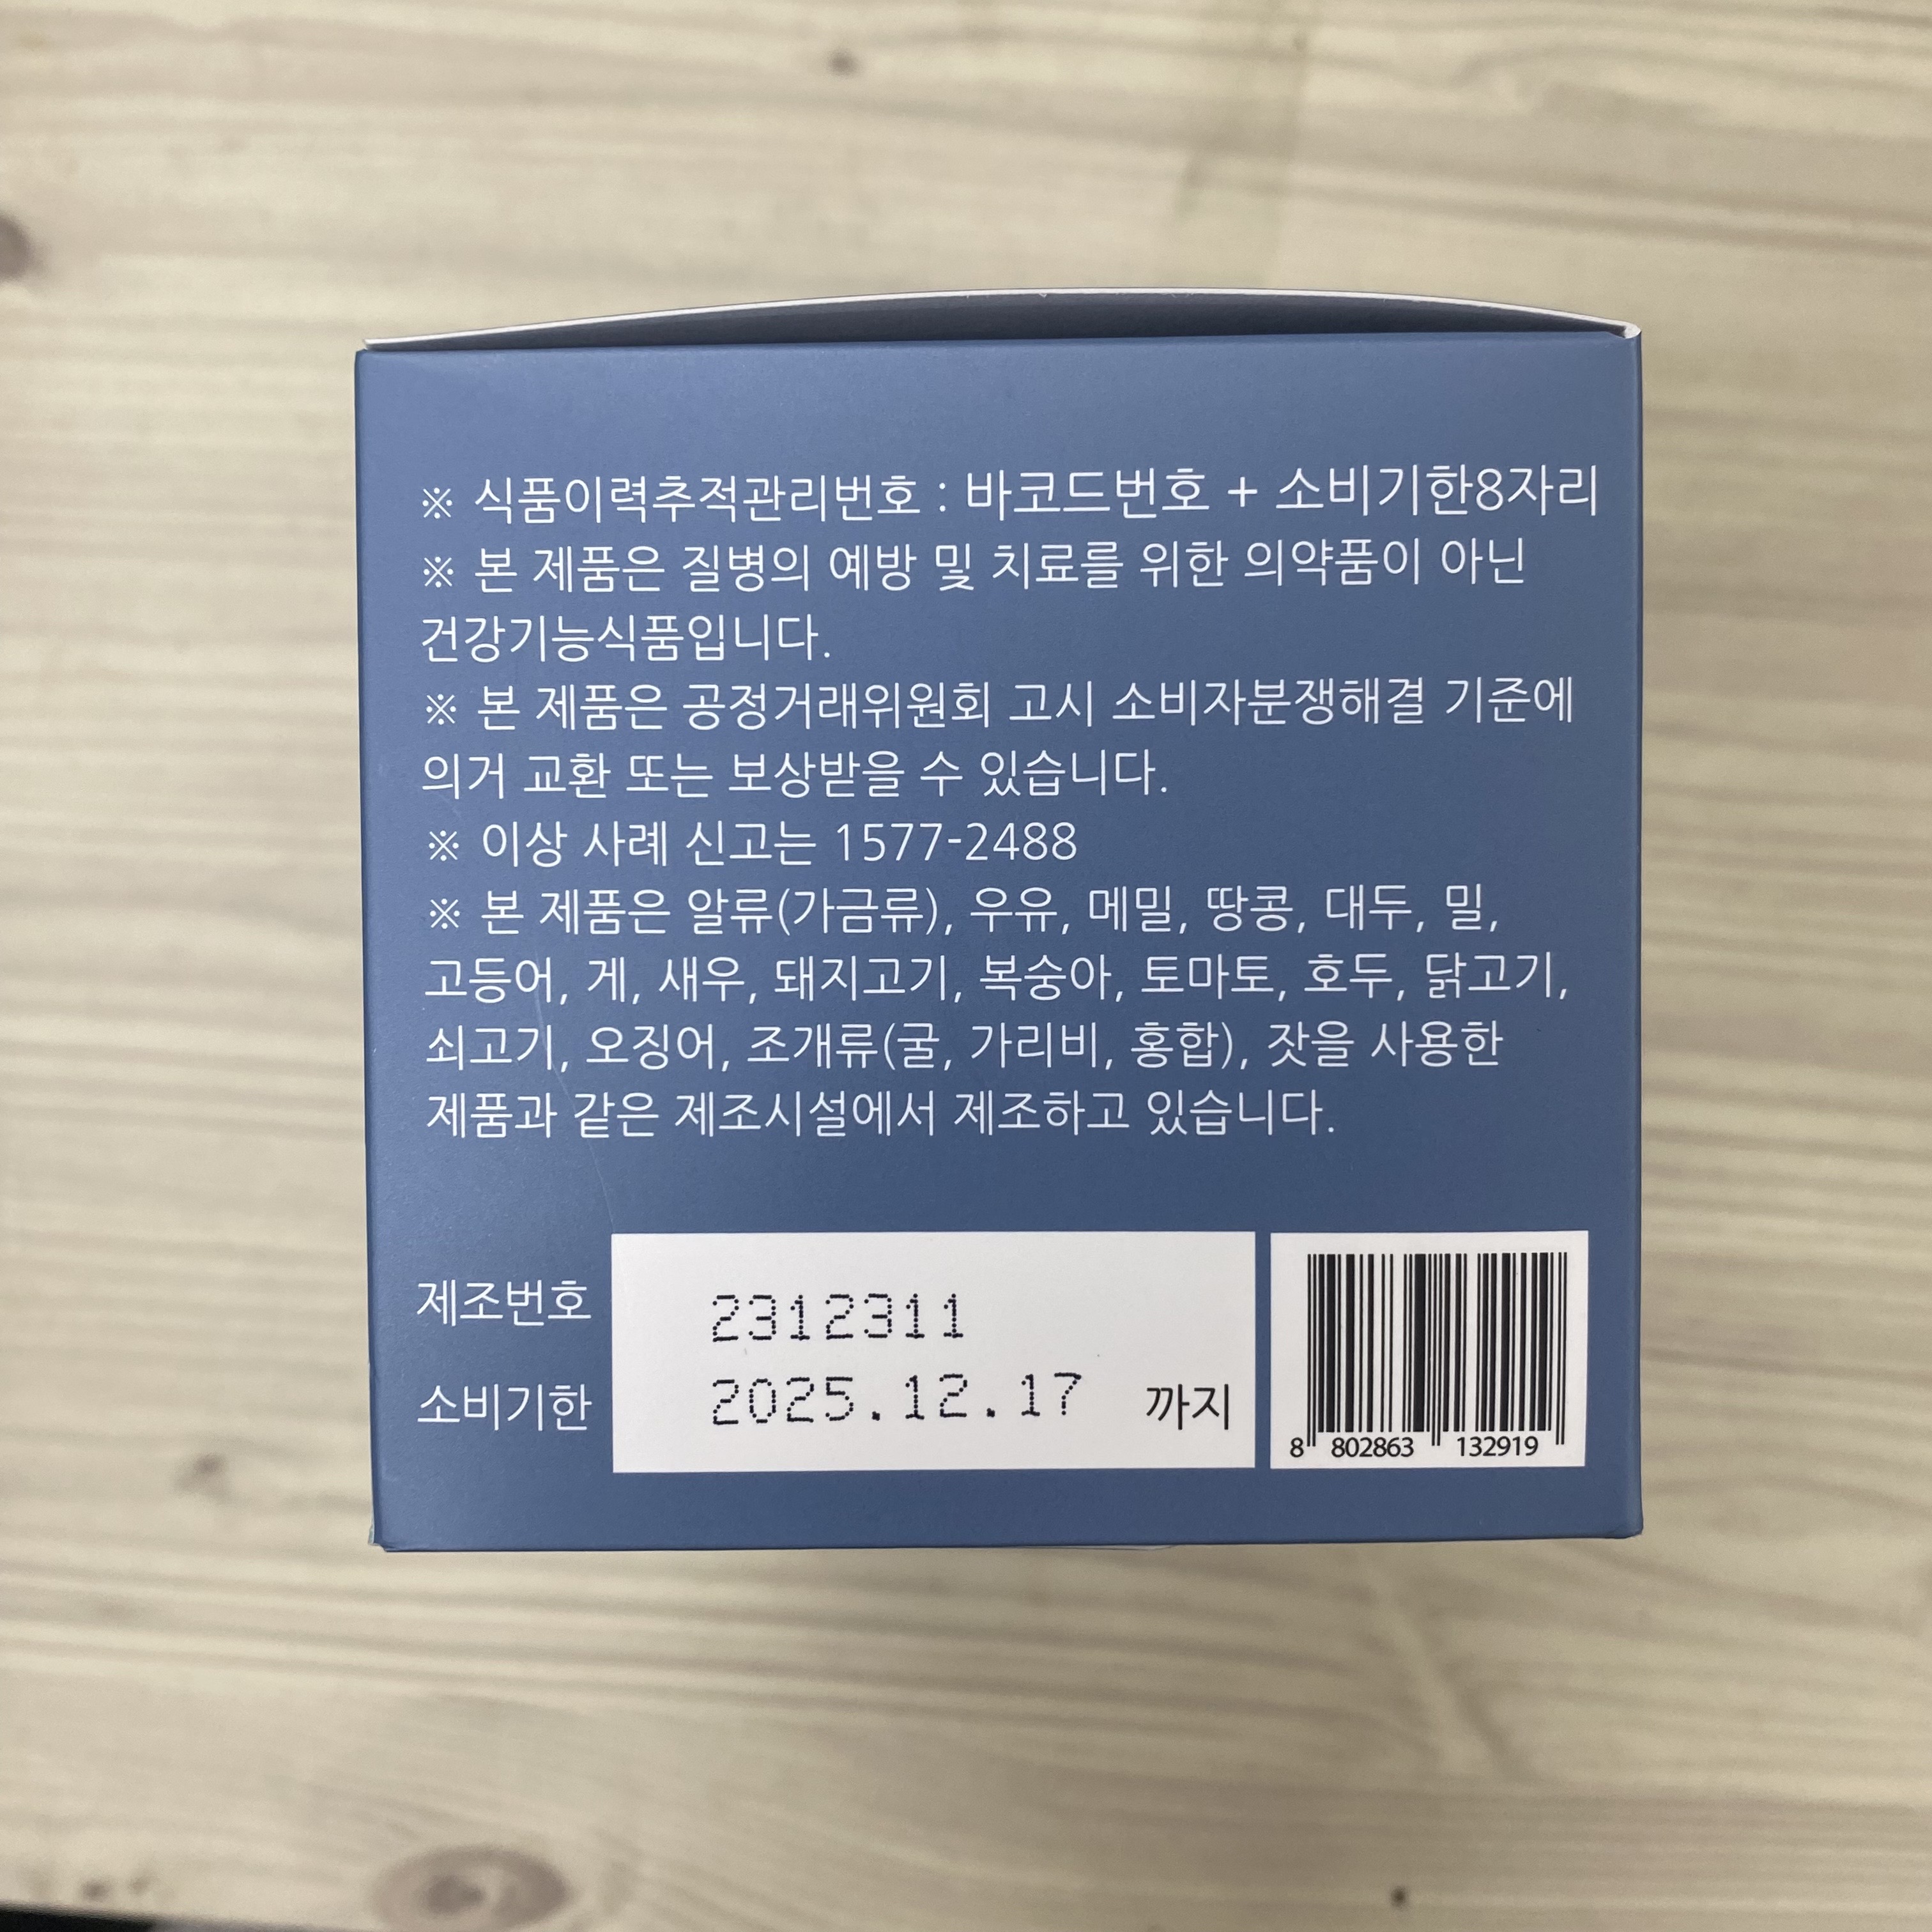 ※ 식품이력추적관리번호 : 바코드번호 + 소비기한8자리
※ 본 제품은 질병의 예방 및 치료를 위한 의약품이 아닌
건강기능식품입니다.
※ 본 제품은 공정거래위원회 고시 소비자분쟁해결 기준에
의거 교환 또는 보상받을 수 있습니다.
※ 이상 사례 신고는 1577-2488
※ 본 제품은 알류(가금류), 우유, 메밀, 땅콩, 대두, 밀,
고등어, 게, 새우, 돼지고기, 복숭아, 토마토, 호두, 닭고기,
쇠고기, 오징어, 조개류(굴, 가리비, 홍합), 잣을 사용한
제품과 같은 제조시설에서 제조하고 있습니다.
제조번호 2312311
소비기한 2025.12.17 까지
8 802863 132919